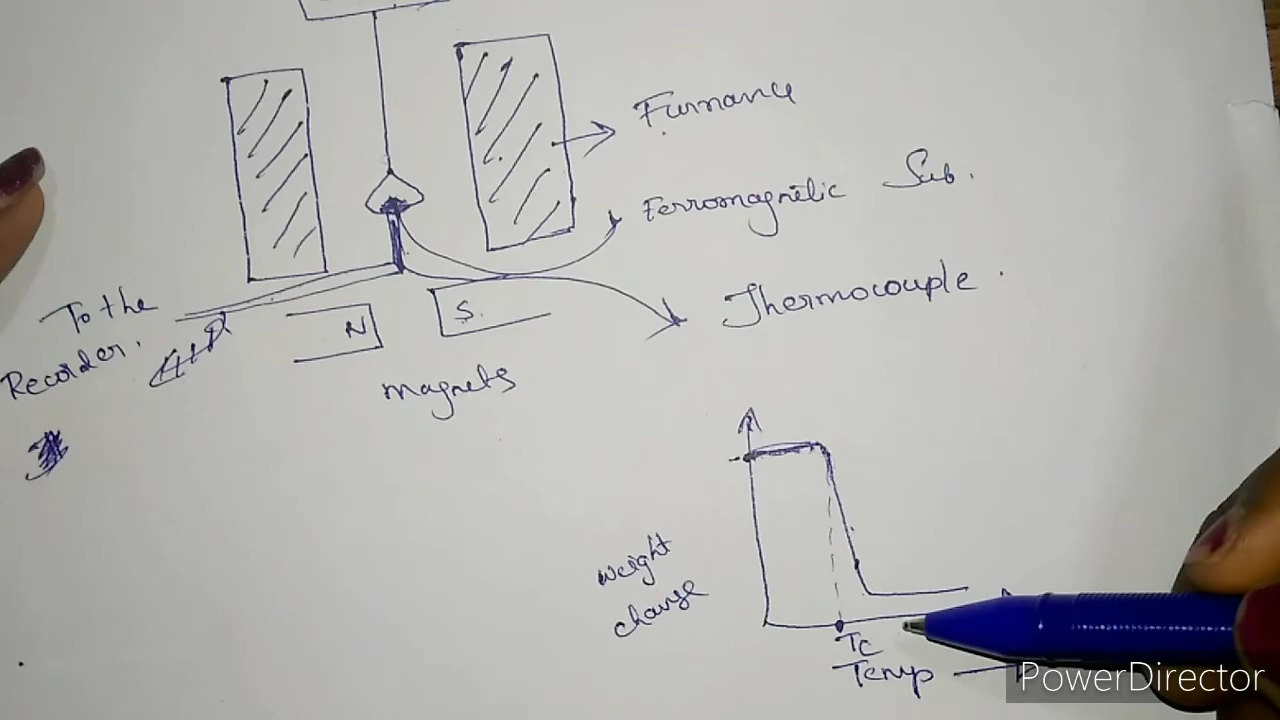 Furnance
Ferromagnetic Sub.
Thermocouple.
To the
Recorder.
N
S.
magnets
weight
change
Tc
Temp
PowerDirector